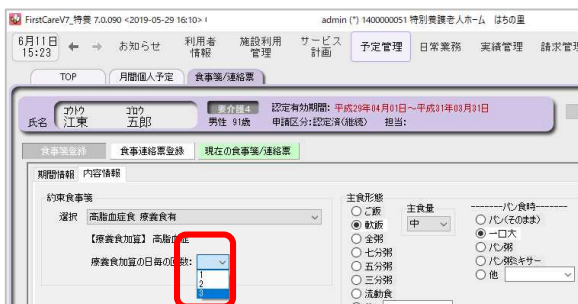 FirstCareV7_特養 7.0.090 <2019-05-29 16:10> admin (*) 1400000051 特別養護老人ホーム はちの里
6月11日 15:23 ← → お知らせ 利用者情報 施設利用管理 サービス計画 予定管理 日常業務 実績管理 請求管理
TOP 月間個人予定 食事箋/連絡票
コウトウ ゴロウ 要介護4 認定有効期間: 平成29年04月01日～平成31年03月31日
氏名 江東 五郎 男性 91歳 申請区分:認定済(継続) 担当:
食事箋登録 食事連絡票登録 現在の食事箋/連絡票
期間情報 内容情報
約束食事箋 主食形態
選択 高脂血症食 療養食有 ○ご飯 主食量 -------パン食時-------
◉軟飯 中 ○パン(そのまま)
【療養食加算】 高脂血症 ○全粥 ◉一口大
○七分粥 ○パン粥
療養食加算の日毎の回数: ○五分粥 ○パン粥ミキサー
1 ○三分粥 ○他
2 ○流動食
3